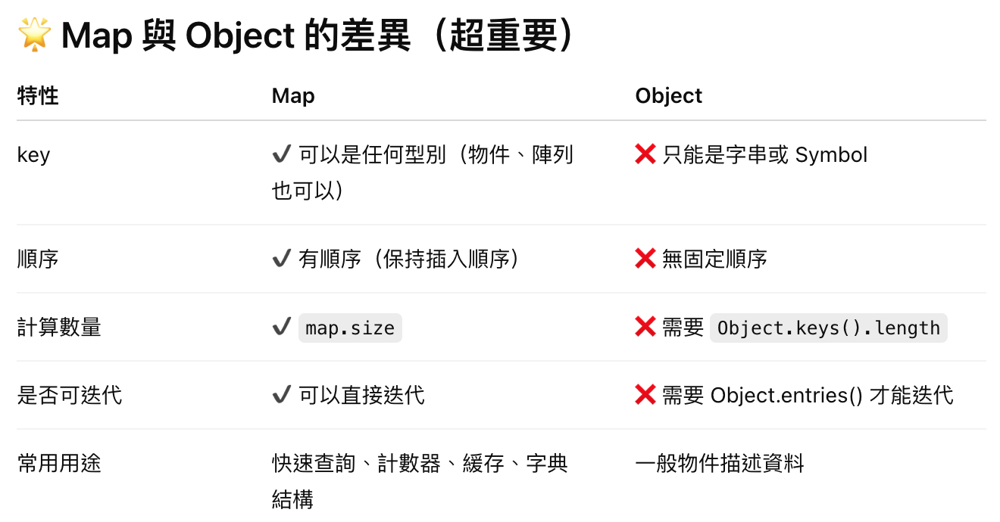 🌟 Map 與 Object 的差異（超重要）
特性 Map Object
key ✔ 可以是任何型別（物件、陣列 ❌ 只能是字串或 Symbol
也可以）
順序 ✔ 有順序（保持插入順序） ❌ 無固定順序
計算數量 ✔ map.size ❌ 需要 Object.keys().length
是否可迭代 ✔ 可以直接迭代 ❌ 需要 Object.entries() 才能迭代
常用用途 快速查詢、計數器、緩存、字典 一般物件描述資料
結構